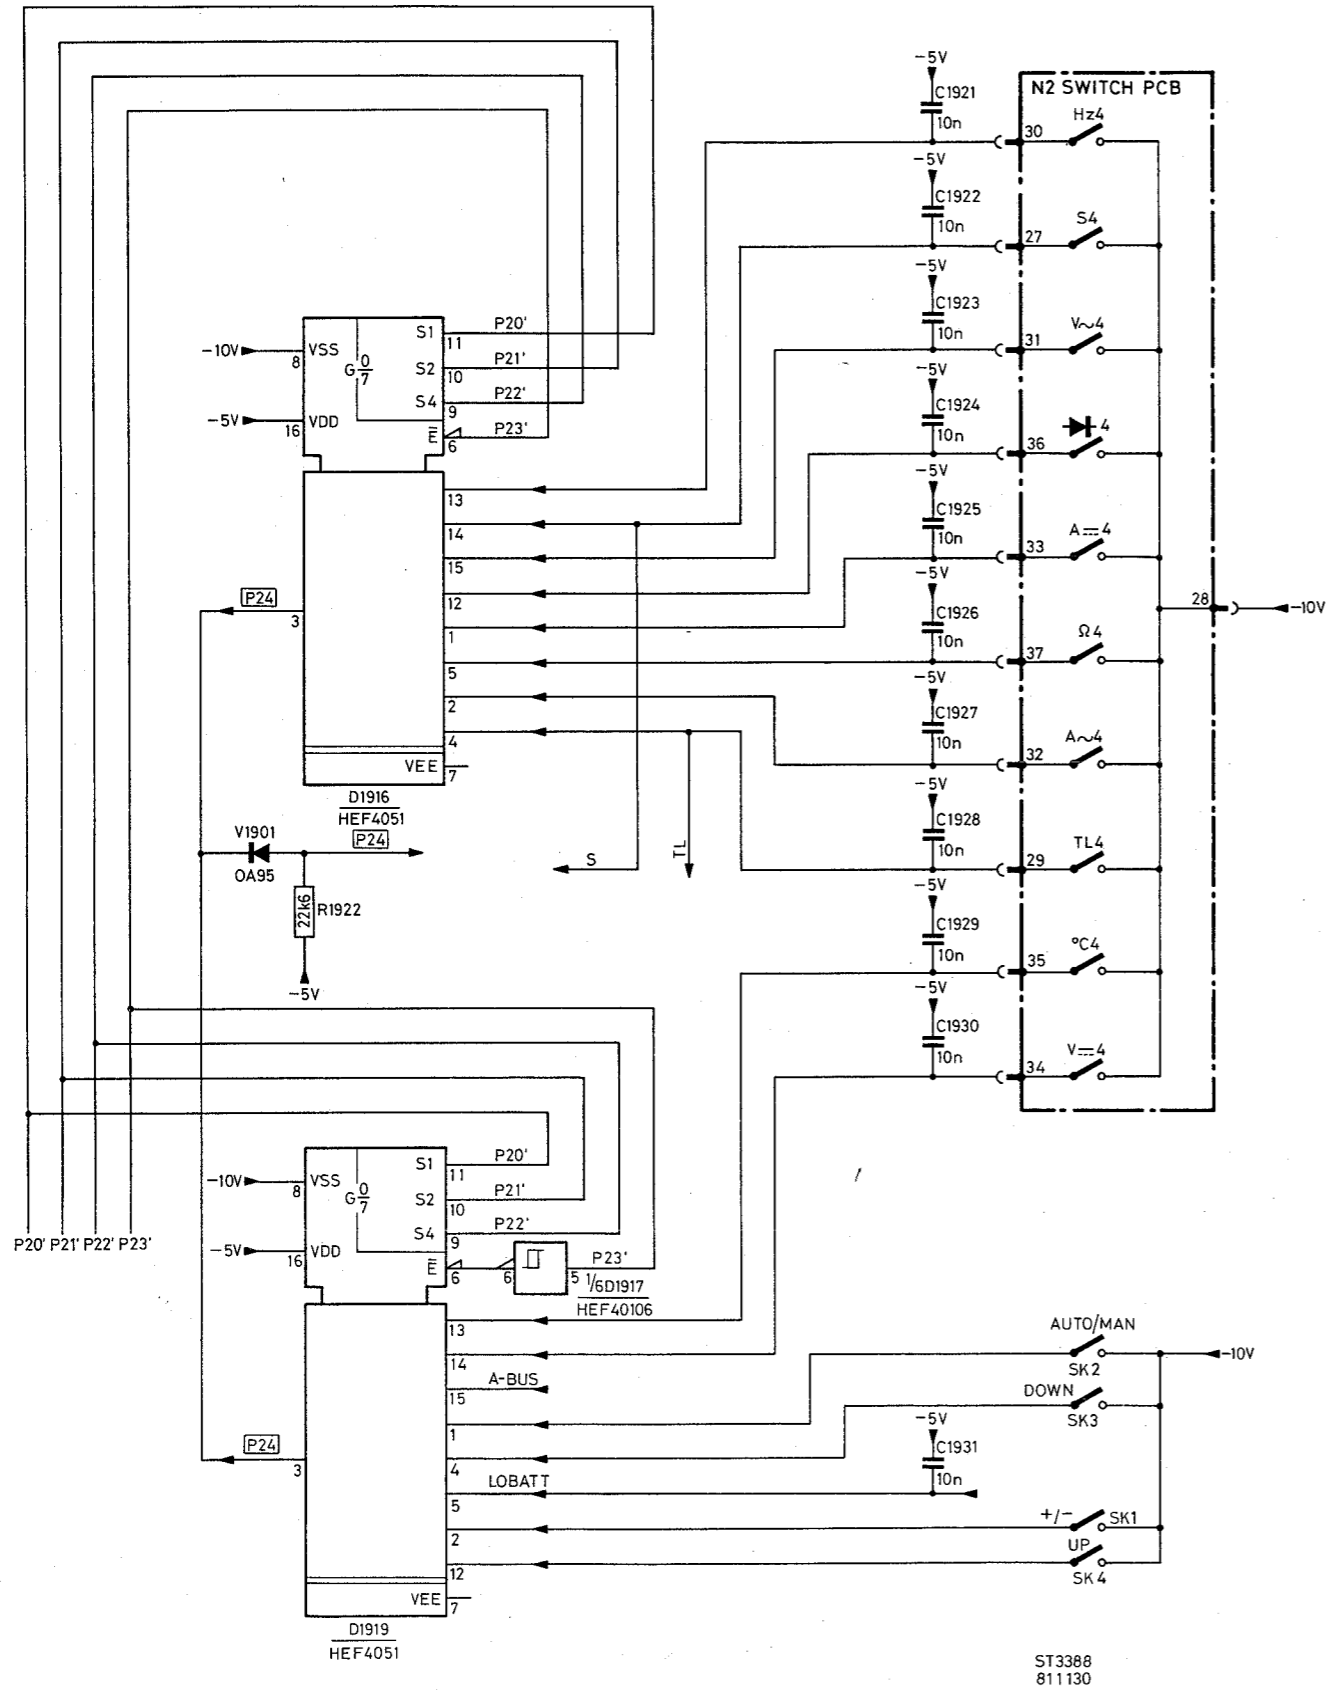 −5V
C1921
10n
N2 SWITCH PCB
30
Hz4
−5V
C1922
10n
27
S4
−5V
C1923
10n
31
V~4
−5V
C1924
10n
36
4
−5V
C1925
10n
33
A⎓4
−5V
C1926
10n
37
Ω4
−5V
C1927
10n
32
A~4
−5V
C1928
10n
29
TL4
−5V
C1929
10n
35
°C4
−5V
C1930
10n
34
V⎓4
28
−10V
−10V
8
VSS
G 0/7
S1
11
P20'
S2
10
P21'
S4
9
P22'
−5V
16
VDD
E̅
6
P23'
13
14
15
12
1
5
2
4
P24
3
VEE
7
D1916
HEF4051
V1901
OA95
P24
22k6
R1922
−5V
S
TL
P20' P21' P22' P23'
−10V
8
VSS
G 0/7
S1
11
P20'
S2
10
P21'
S4
9
P22'
−5V
16
VDD
E̅
6
6
5
P23'
1/6D1917
HEF40106
13
14
A-BUS
15
1
4
LOBATT
5
2
12
P24
3
VEE
7
D1919
HEF4051
AUTO/MAN
SK2
−10V
DOWN
SK3
−5V
C1931
10n
+/−
SK1
UP
SK4
ST3388
811130